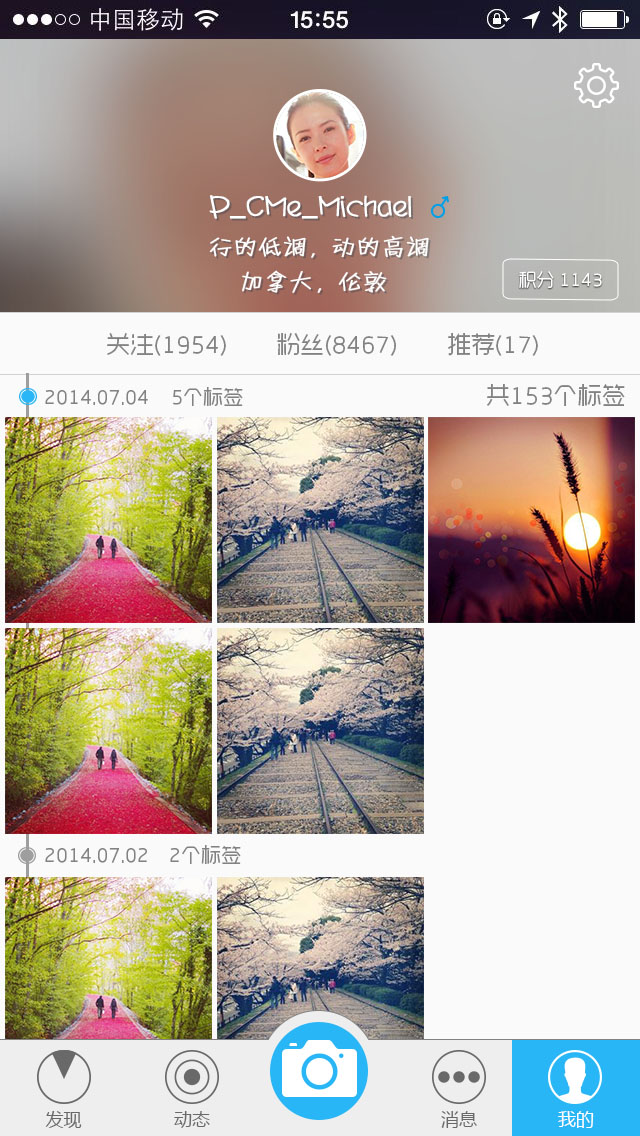 中国移动
15:55
P_CMe_Michael
行的低调，动的高调
加拿大，伦敦
积分 1143
关注(1954)
粉丝(8467)
推荐(17)
2014.07.04 5个标签
共153个标签
2014.07.02 2个标签
发现
动态
消息
我的